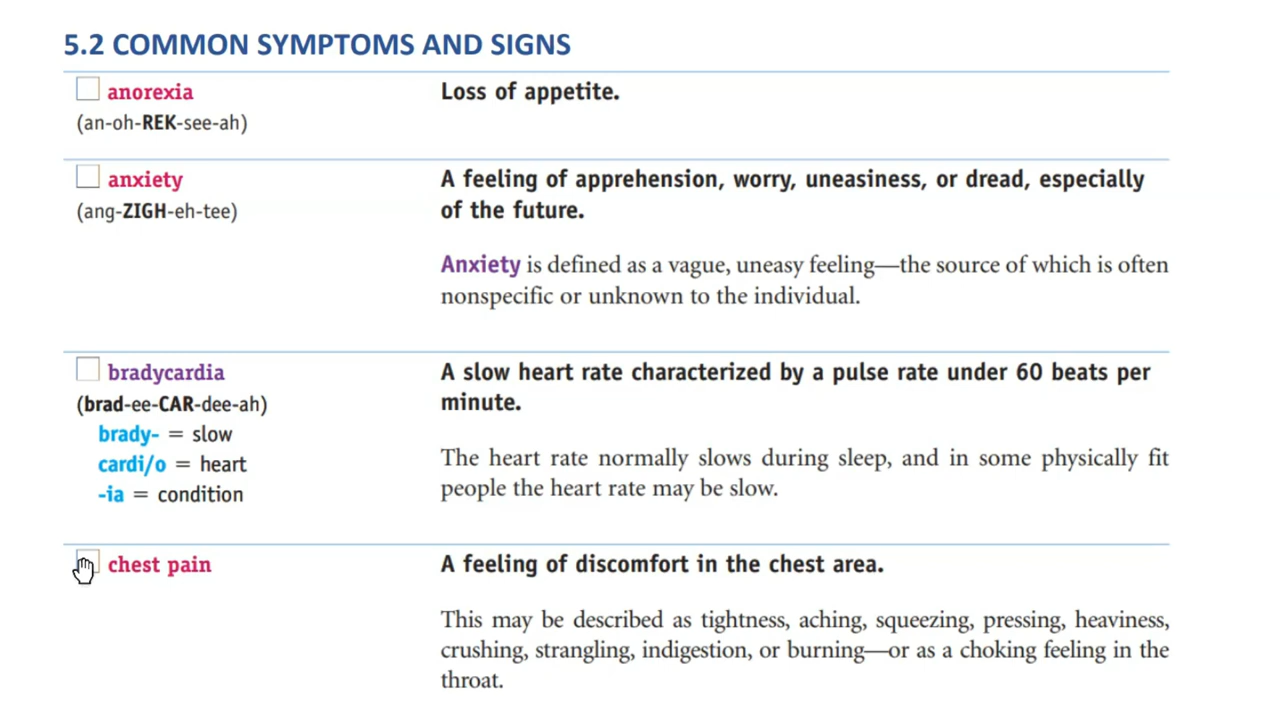 5.2 COMMON SYMPTOMS AND SIGNS
anorexia
(an-oh-REK-see-ah)
Loss of appetite.
anxiety
(ang-ZIGH-eh-tee)
A feeling of apprehension, worry, uneasiness, or dread, especially
of the future.
Anxiety is defined as a vague, uneasy feeling—the source of which is often
nonspecific or unknown to the individual.
bradycardia
(brad-ee-CAR-dee-ah)
brady- = slow
cardi/o = heart
-ia = condition
A slow heart rate characterized by a pulse rate under 60 beats per
minute.
The heart rate normally slows during sleep, and in some physically fit
people the heart rate may be slow.
chest pain
A feeling of discomfort in the chest area.
This may be described as tightness, aching, squeezing, pressing, heaviness,
crushing, strangling, indigestion, or burning—or as a choking feeling in the
throat.